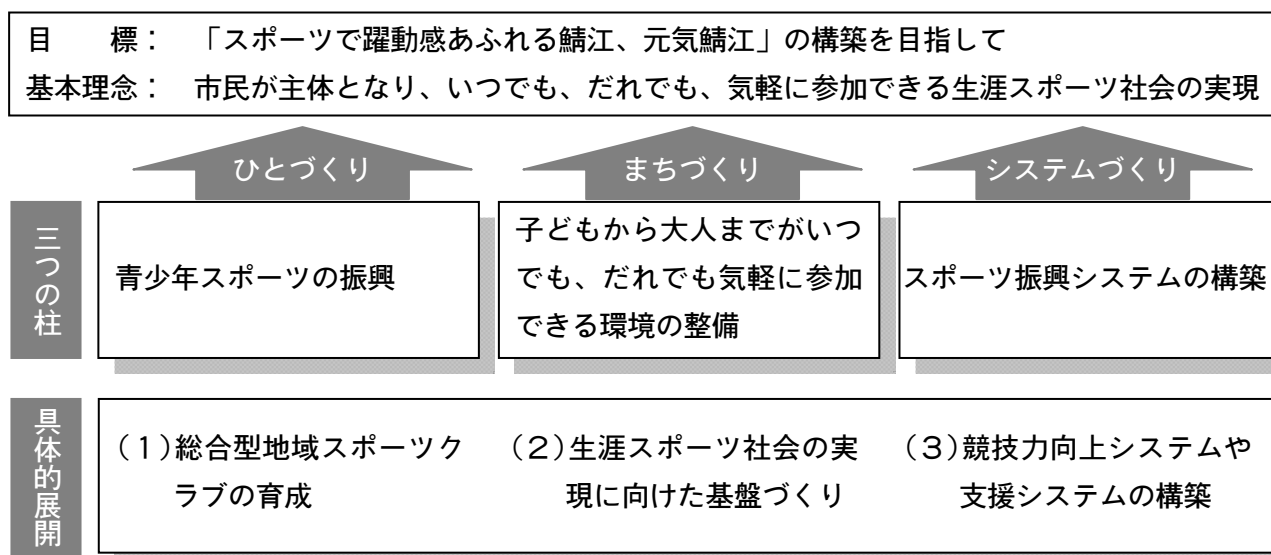 目　　標：　「スポーツで躍動感あふれる鯖江、元気鯖江」の構築を目指して
基本理念：　市民が主体となり、いつでも、だれでも、気軽に参加できる生涯スポーツ社会の実現
ひとづくり
まちづくり
システムづくり
三つの柱
青少年スポーツの振興
子どもから大人までがいつ
でも、だれでも気軽に参加
できる環境の整備
スポーツ振興システムの構築
具体的展開
（１）総合型地域スポーツク
ラブの育成
（２）生涯スポーツ社会の実
現に向けた基盤づくり
（３）競技力向上システムや
支援システムの構築